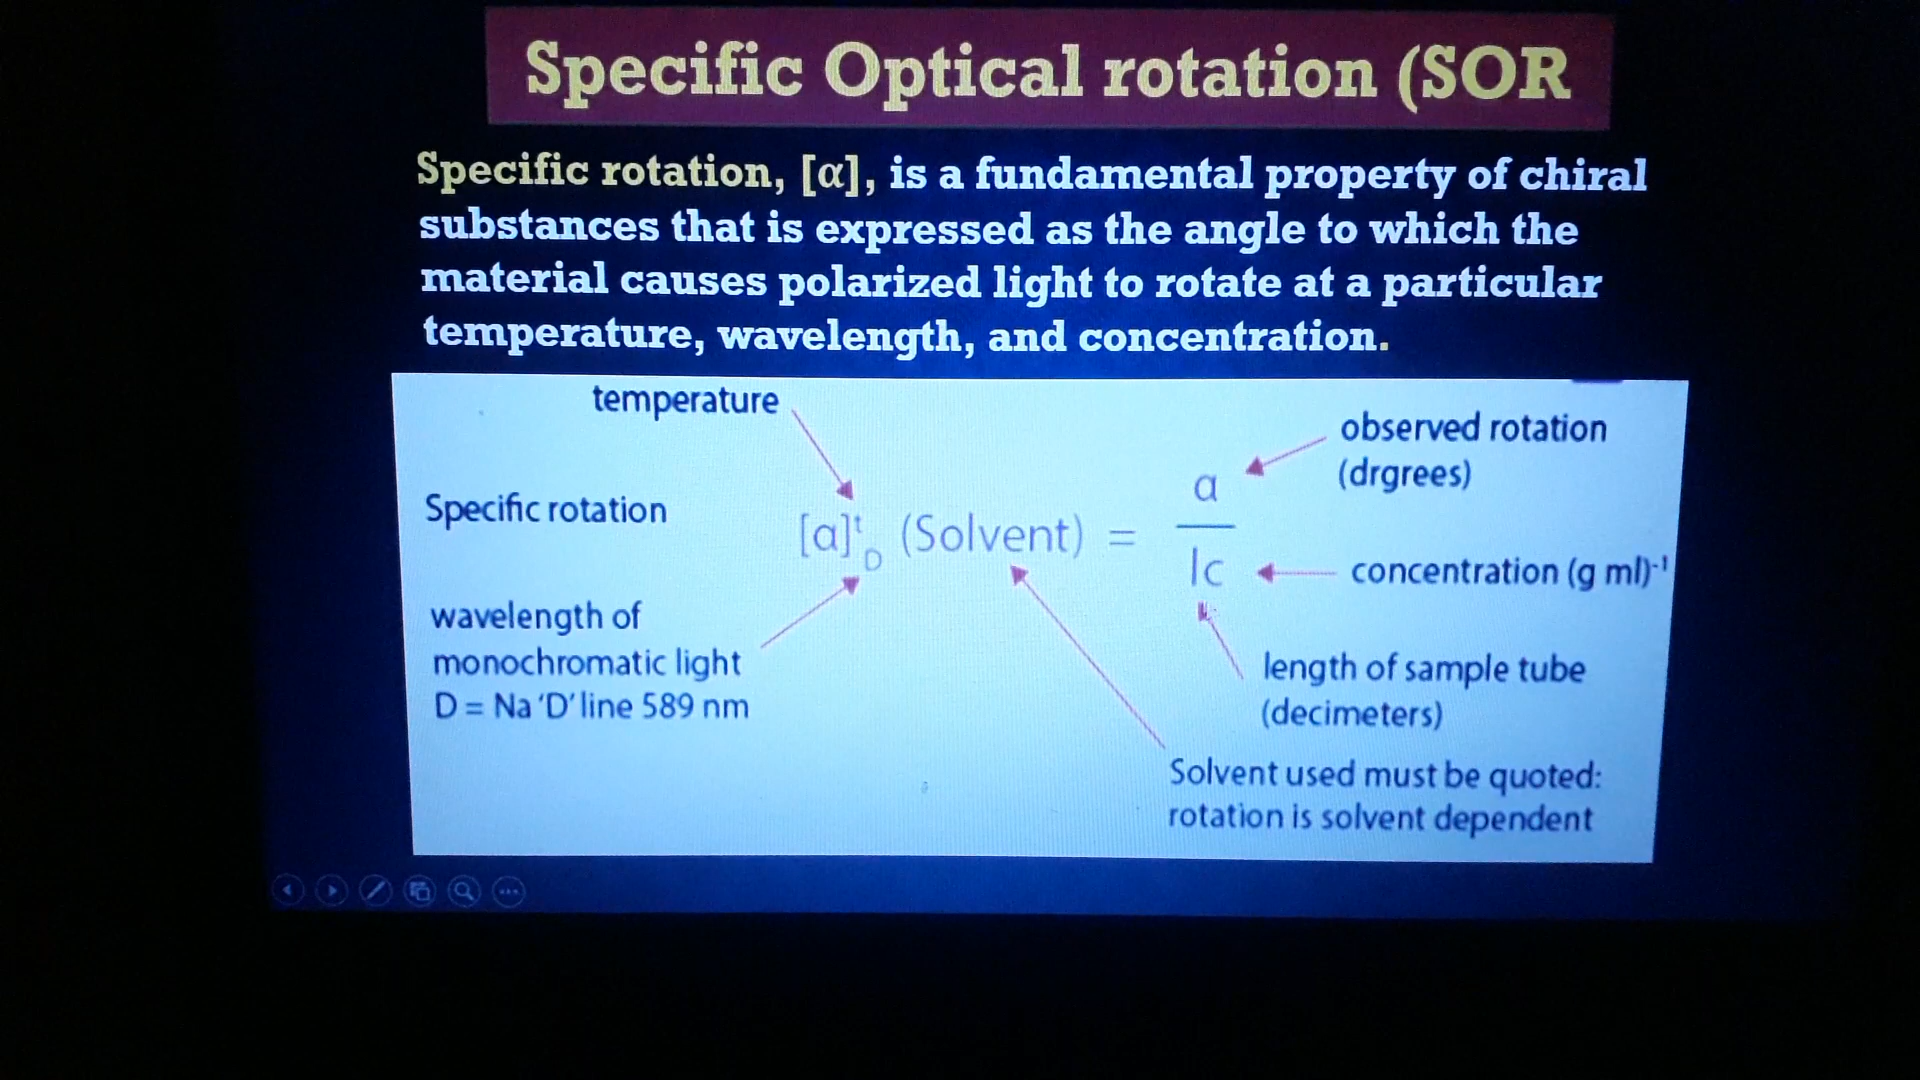 Specific Optical rotation (SOR
Specific rotation, [α], is a fundamental property of chiral
substances that is expressed as the angle to which the
material causes polarized light to rotate at a particular
temperature, wavelength, and concentration.
temperature
observed rotation
(drgrees)
Specific rotation
[α]ᵗD (Solvent) = α / lc
concentration (g ml)⁻¹
wavelength of
monochromatic light
D = Na ‘D’ line 589 nm
length of sample tube
(decimeters)
Solvent used must be quoted:
rotation is solvent dependent